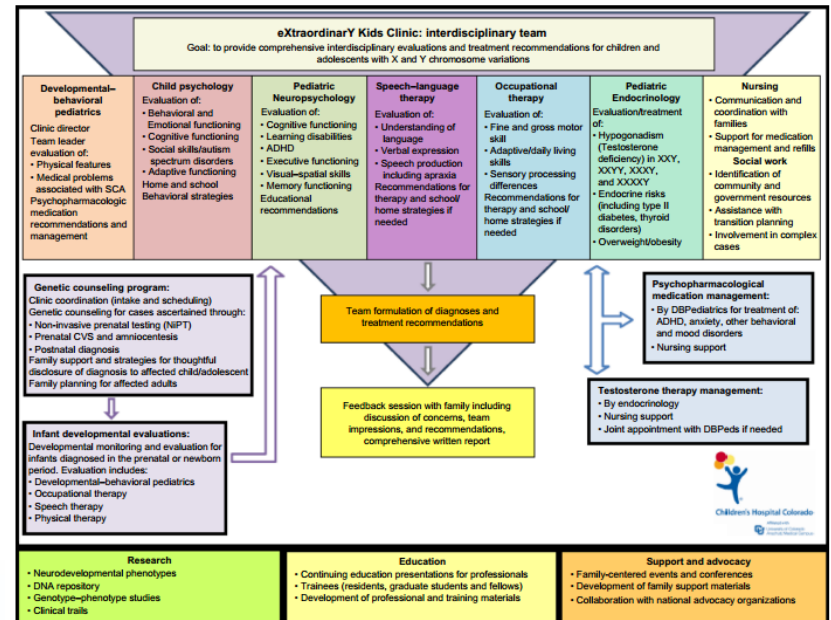 eXtraordinarY Kids Clinic: interdisciplinary team
Goal: to provide comprehensive interdisciplinary evaluations and treatment recommendations for children and
adolescents with X and Y chromosome variations
Developmental–
behavioral
pediatrics
Clinic director
Team leader
evaluation of:
• Physical features
• Medical problems
associated with SCA
Psychopharmacologic
medication
recommendations and
management
Child psychology
Evaluation of:
• Behavioral and
Emotional functioning
• Cognitive functioning
• Social skills/autism
spectrum disorders
• Adaptive functioning
Home and school
Behavioral strategies
Pediatric
Neuropsychology
Evaluation of:
• Cognitive functioning
• Learning disabilities
• ADHD
• Executive functioning
• Visual–spatial skills
• Memory functioning
Educational
recommendations
Speech–language
therapy
Evaluation of:
• Understanding of
language
• Verbal expression
• Speech production
including apraxia
Recommendations for
therapy and school/
home strategies if
needed
Occupational
therapy
Evaluation of:
• Fine and gross motor
skill
• Adaptive/daily living
skills
• Sensory processing
differences
Recommendations for
therapy and school/
home strategies if
needed
Pediatric
Endocrinology
Evaluation/treatment
of:
• Hypogonadism
(Testosterone
deficiency) in XXY,
XXYY, XXXY,
and XXXXY
• Endocrine risks
(including type II
diabetes, thyroid
disorders)
• Overweight/obesity
Nursing
• Communication and
coordination with
families
• Support for medication
management and refills
Social work
• Identification of
community and
government resources
• Assistance with
transition planning
• Involvement in complex
cases
Genetic counseling program:
Clinic coordination (intake and scheduling)
Genetic counseling for cases ascertained through:
• Non-invasive prenatal testing (NiPT)
• Prenatal CVS and amniocentesis
• Postnatal diagnosis
Family support and strategies for thoughtful
disclosure of diagnosis to affected child/adolescent
Family planning for affected adults
Infant developmental evaluations:
Developmental monitoring and evaluation for
infants diagnosed in the prenatal or newborn
period. Evaluation includes:
• Developmental–behavioral pediatrics
• Occupational therapy
• Speech therapy
• Physical therapy
Team formulation of diagnoses and
treatment recommendations
Feedback session with family including
discussion of concerns, team
impressions, and recommendations,
comprehensive written report
Psychopharmacological
medication management:
• By DBPediatrics for treatment of:
ADHD, anxiety, other behavioral
and mood disorders
• Nursing support
Testosterone therapy management:
• By endocrinology
• Nursing support
• Joint appointment with DBPeds if needed
Children's Hospital Colorado
Research
• Neurodevelopmental phenotypes
• DNA repository
• Genotype–phenotype studies
• Clinical trails
Education
• Continuing education presentations for professionals
• Trainees (residents, graduate students and fellows)
• Development of professional and training materials
Support and advocacy
• Family-centered events and conferences
• Development of family support materials
• Collaboration with national advocacy organizations